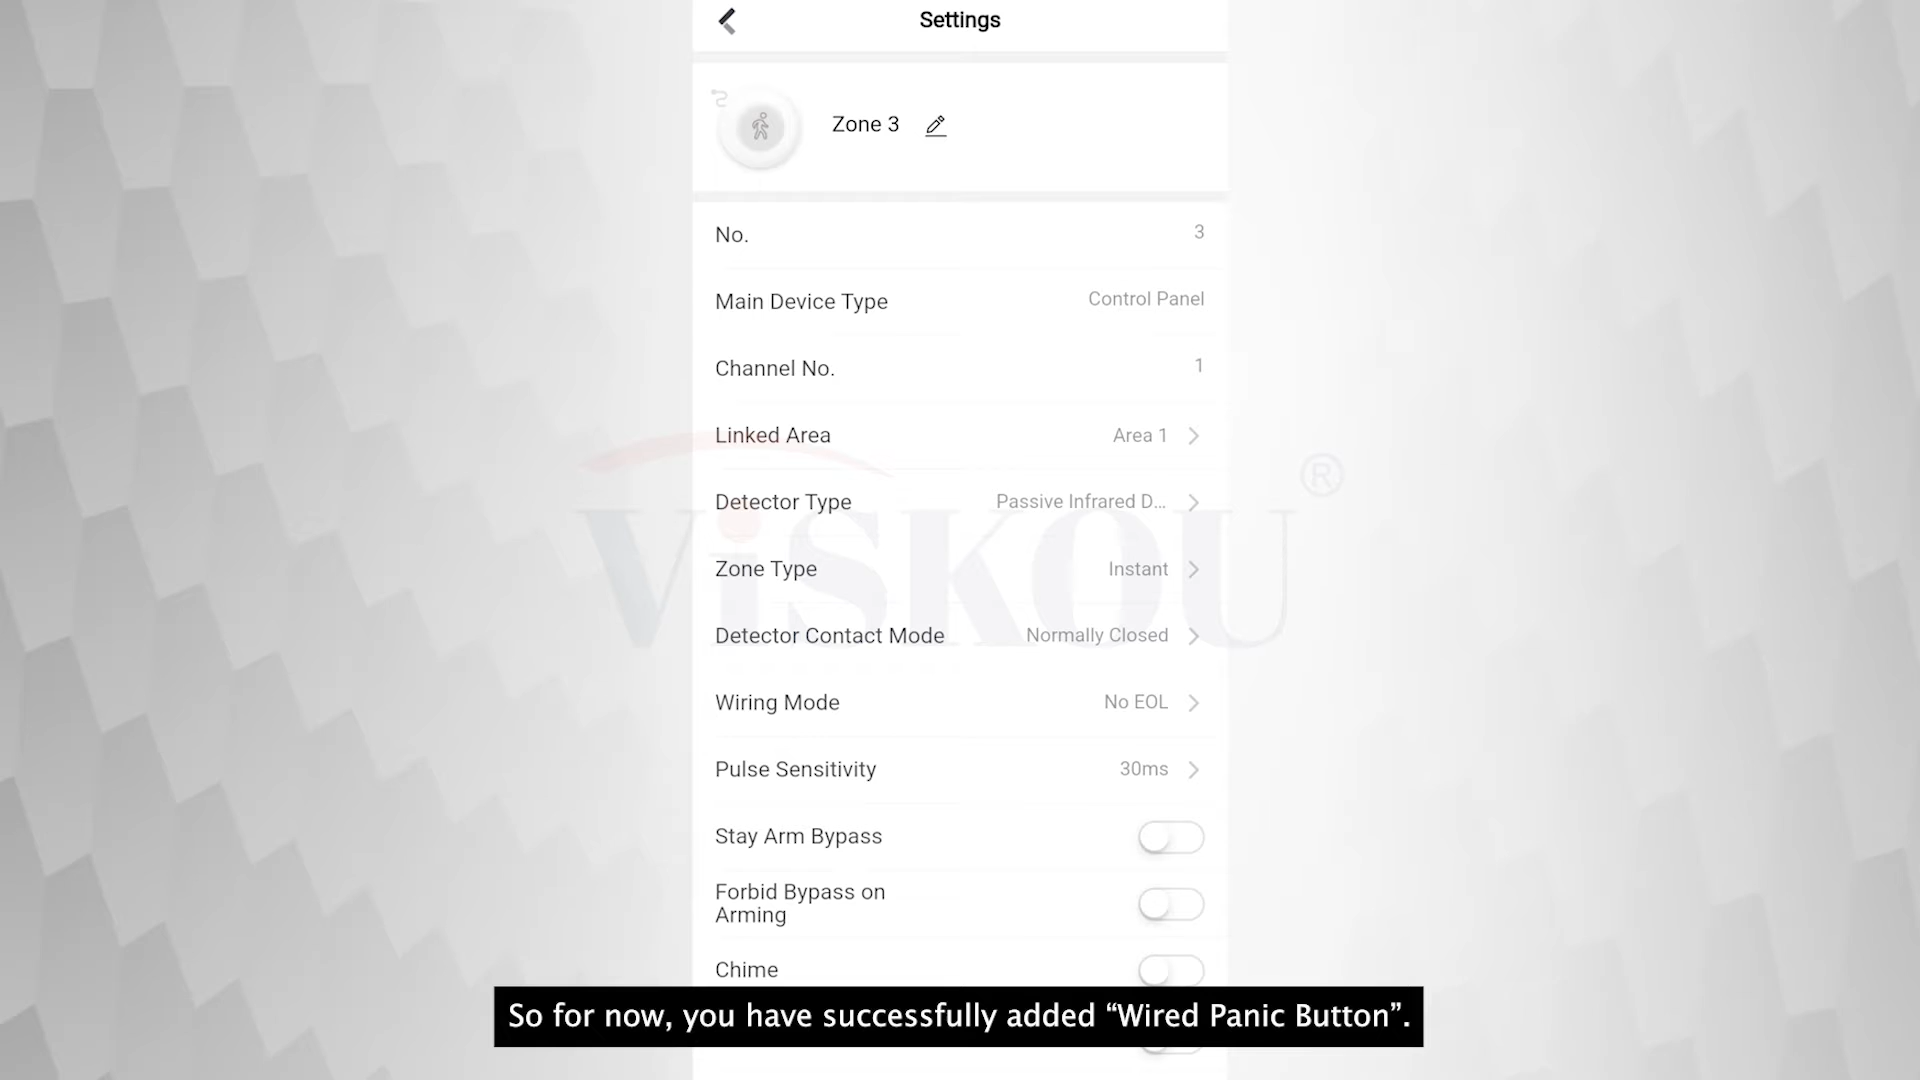 Settings
Zone 3
No. 3
Main Device Type Control Panel
Channel No. 1
Linked Area Area 1
Detector Type Passive Infrared D...
Zone Type Instant
Detector Contact Mode Normally Closed
Wiring Mode No EOL
Pulse Sensitivity 30ms
Stay Arm Bypass
Forbid Bypass on
Arming
Chime
ViSKOU®
So for now, you have successfully added “Wired Panic Button”.